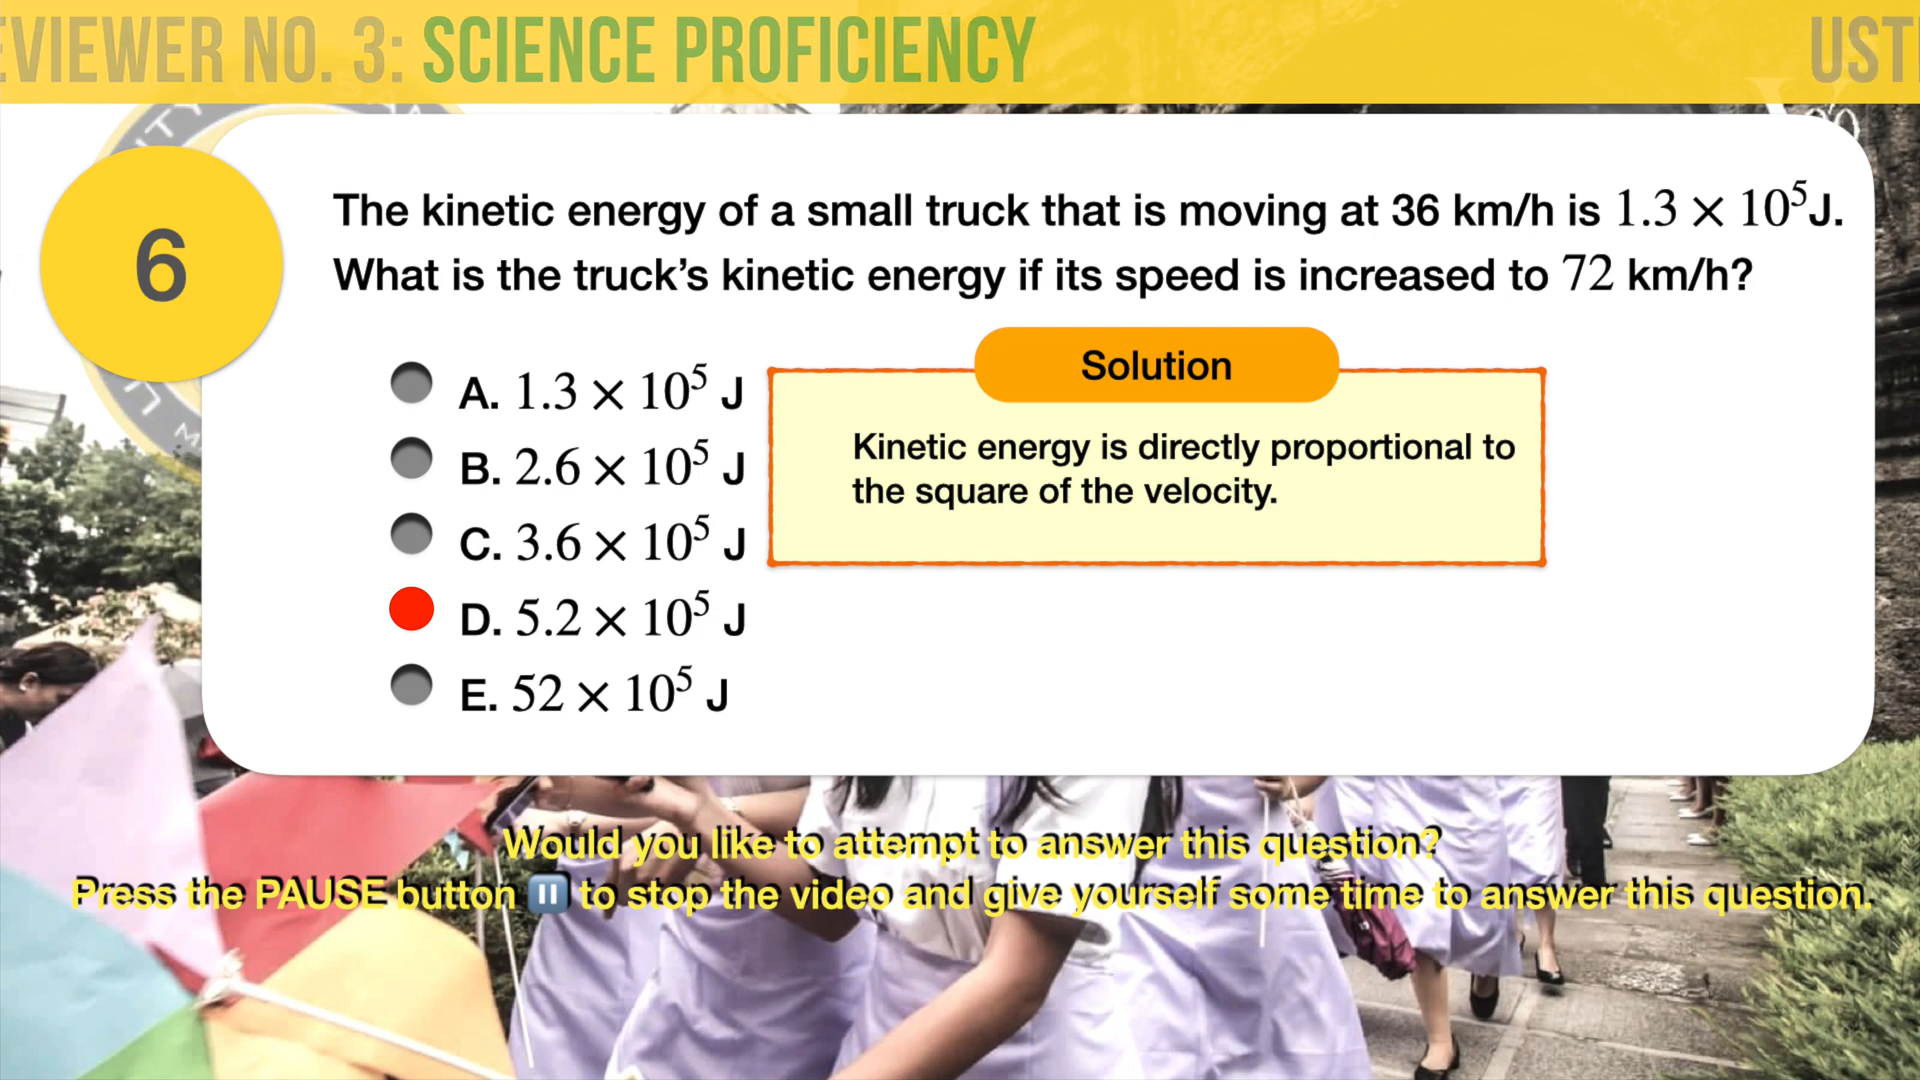 EVIEWER NO. 3: SCIENCE PROFICIENCY
UST
6
The kinetic energy of a small truck that is moving at 36 km/h is 1.3 × 10⁵J.
What is the truck’s kinetic energy if its speed is increased to 72 km/h?
A. 1.3 × 10⁵ J
B. 2.6 × 10⁵ J
C. 3.6 × 10⁵ J
D. 5.2 × 10⁵ J
E. 52 × 10⁵ J
Solution
Kinetic energy is directly proportional to
the square of the velocity.
Would you like to attempt to answer this question?
Press the PAUSE button ⏸ to stop the video and give yourself some time to answer this question.